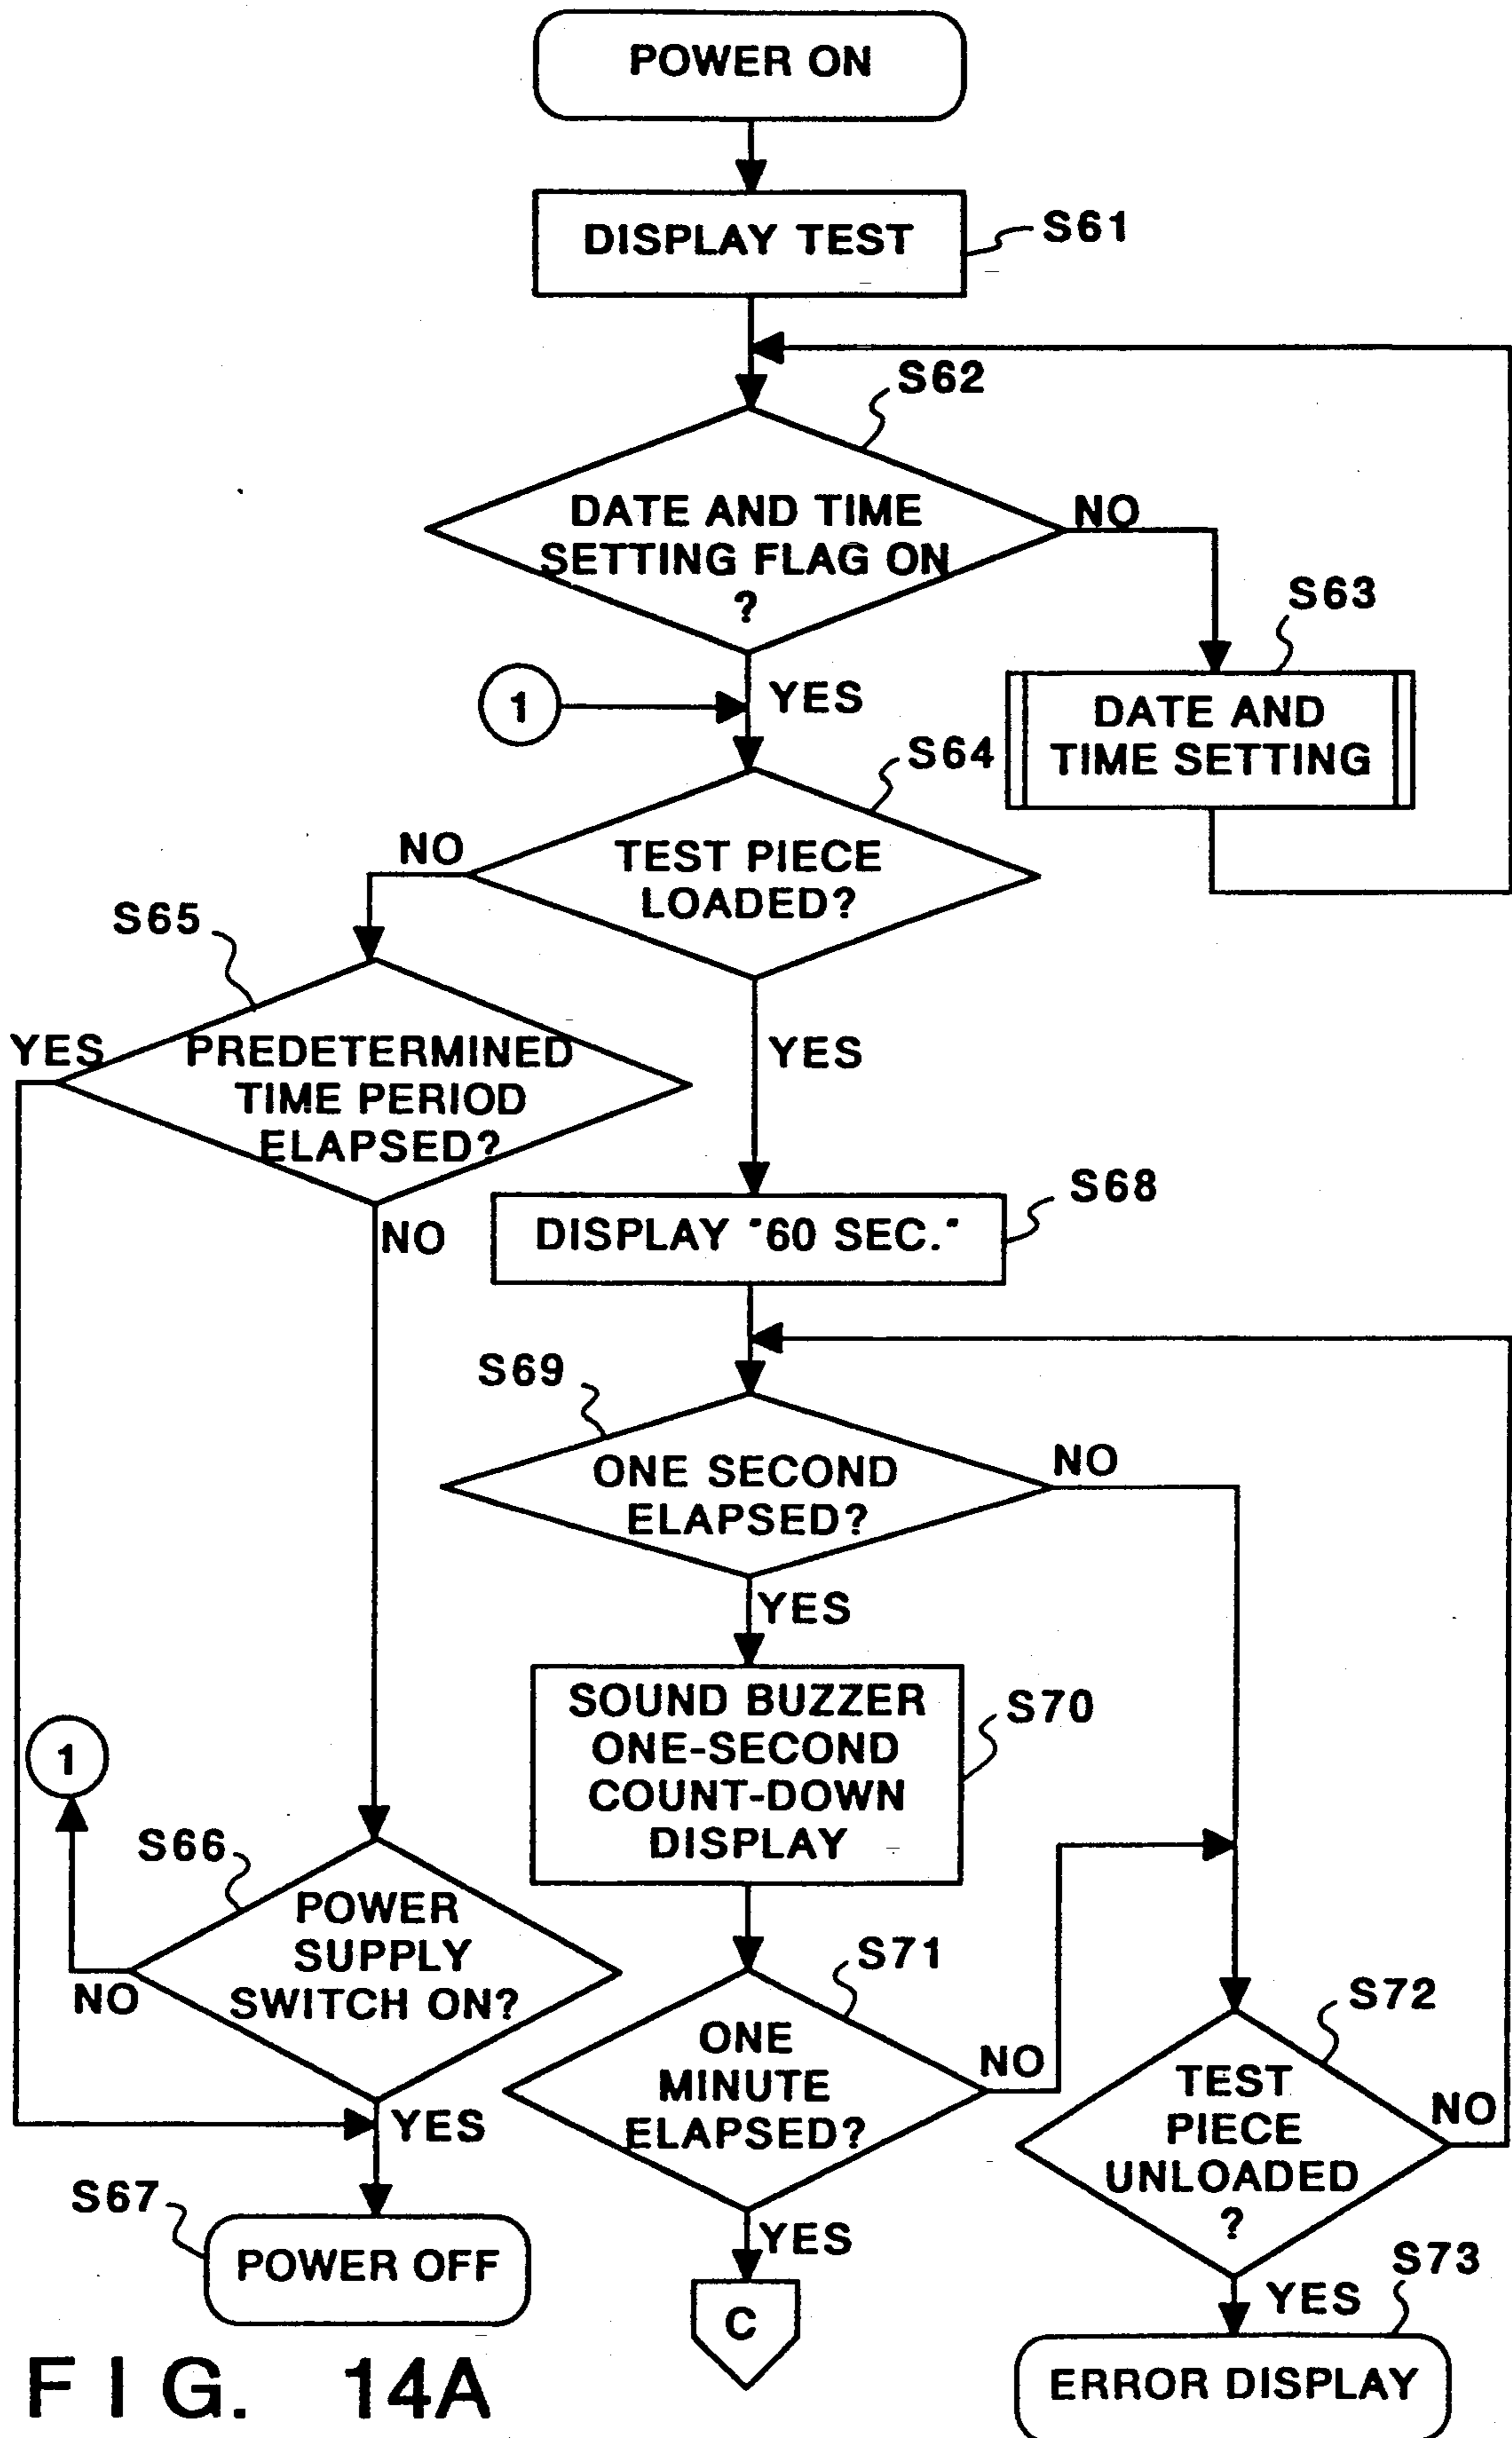 POWER ON
DISPLAY TEST
S61
S62
DATE AND TIME
SETTING FLAG ON
?
NO
S63
DATE AND
TIME SETTING
1
YES
S64
TEST PIECE
LOADED?
NO
S65
YES
PREDETERMINED
TIME PERIOD
ELAPSED?
NO
YES
S68
DISPLAY "60 SEC."
S69
ONE SECOND
ELAPSED?
NO
YES
SOUND BUZZER
ONE-SECOND
COUNT-DOWN
DISPLAY
S70
1
S66
POWER
SUPPLY
SWITCH ON?
NO
YES
S67
POWER OFF
S71
ONE
MINUTE
ELAPSED?
NO
YES
C
S72
TEST
PIECE
UNLOADED
?
NO
YES
S73
ERROR DISPLAY
FIG. 14A